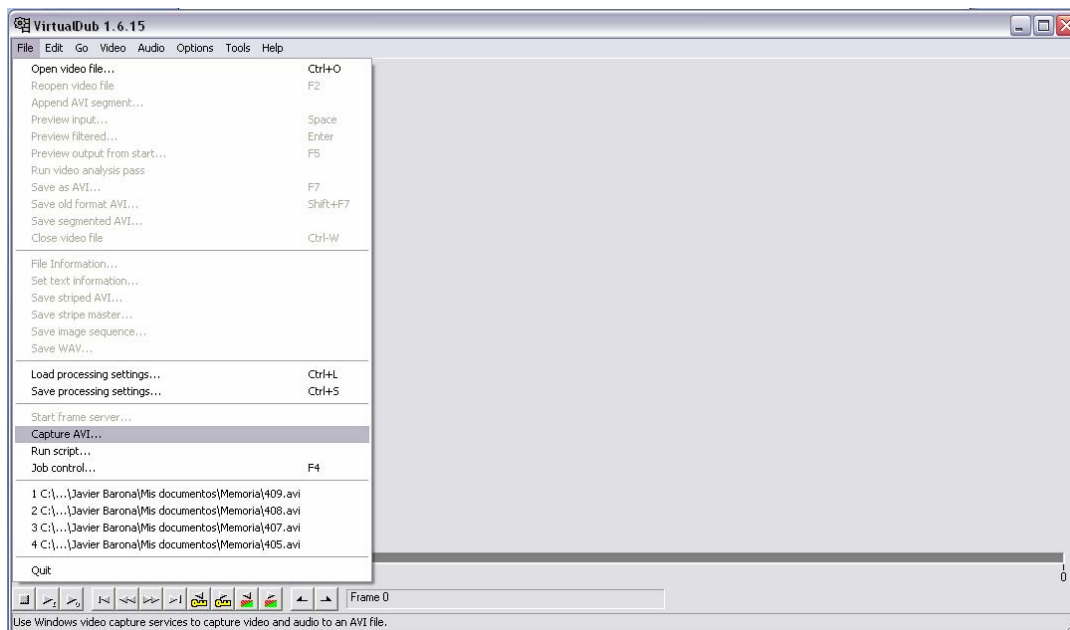 VirtualDub 1.6.15
File Edit Go Video Audio Options Tools Help
Open video file... Ctrl+O
Reopen video file F2
Append AVI segment...
Preview input... Space
Preview filtered... Enter
Preview output from start... F5
Run video analysis pass
Save as AVI... F7
Save old format AVI... Shift+F7
Save segmented AVI...
Close video file Ctrl-W
File Information...
Set text information...
Save striped AVI...
Save stripe master...
Save image sequence...
Save WAV...
Load processing settings... Ctrl+L
Save processing settings... Ctrl+S
Start frame server...
Capture AVI...
Run script...
Job control... F4
1 C:\...\Javier Barona\Mis documentos\Memoria\409.avi
2 C:\...\Javier Barona\Mis documentos\Memoria\408.avi
3 C:\...\Javier Barona\Mis documentos\Memoria\407.avi
4 C:\...\Javier Barona\Mis documentos\Memoria\405.avi
Quit
0
Frame 0
Use Windows video capture services to capture video and audio to an AVI file.